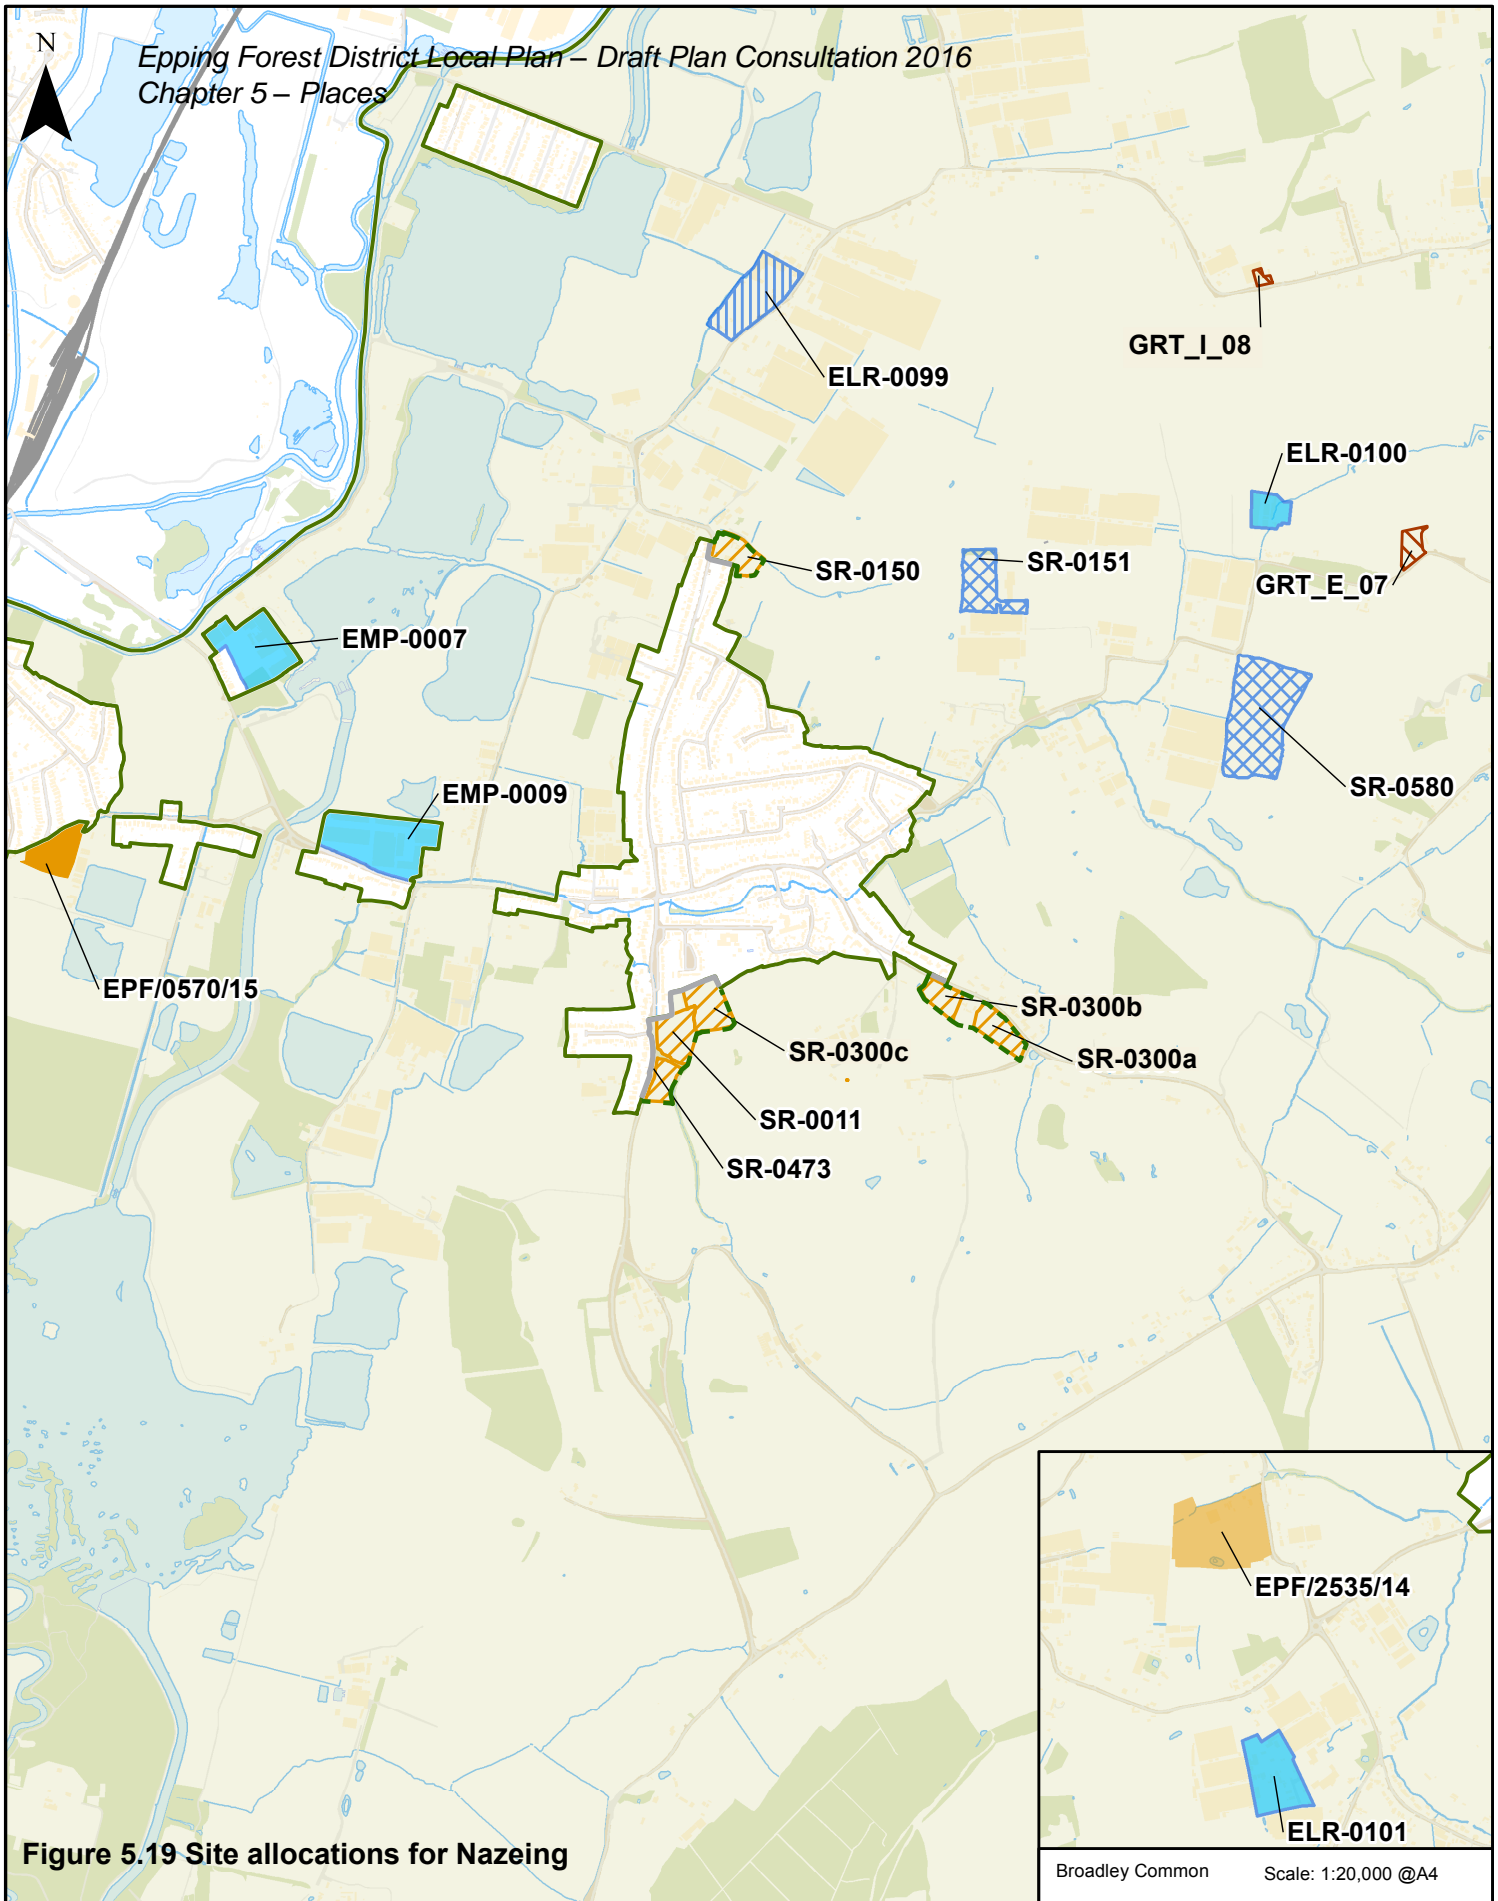 N
Epping Forest District Local Plan – Draft Plan Consultation 2016
Chapter 5 – Places
GRT_I_08
ELR-0099
ELR-0100
SR-0150
SR-0151
GRT_E_07
EMP-0007
SR-0580
EMP-0009
EPF/0570/15
SR-0300b
SR-0300c
SR-0300a
SR-0011
SR-0473
EPF/2535/14
ELR-0101
Figure 5.19 Site allocations for Nazeing
Broadley Common Scale: 1:20,000 @A4